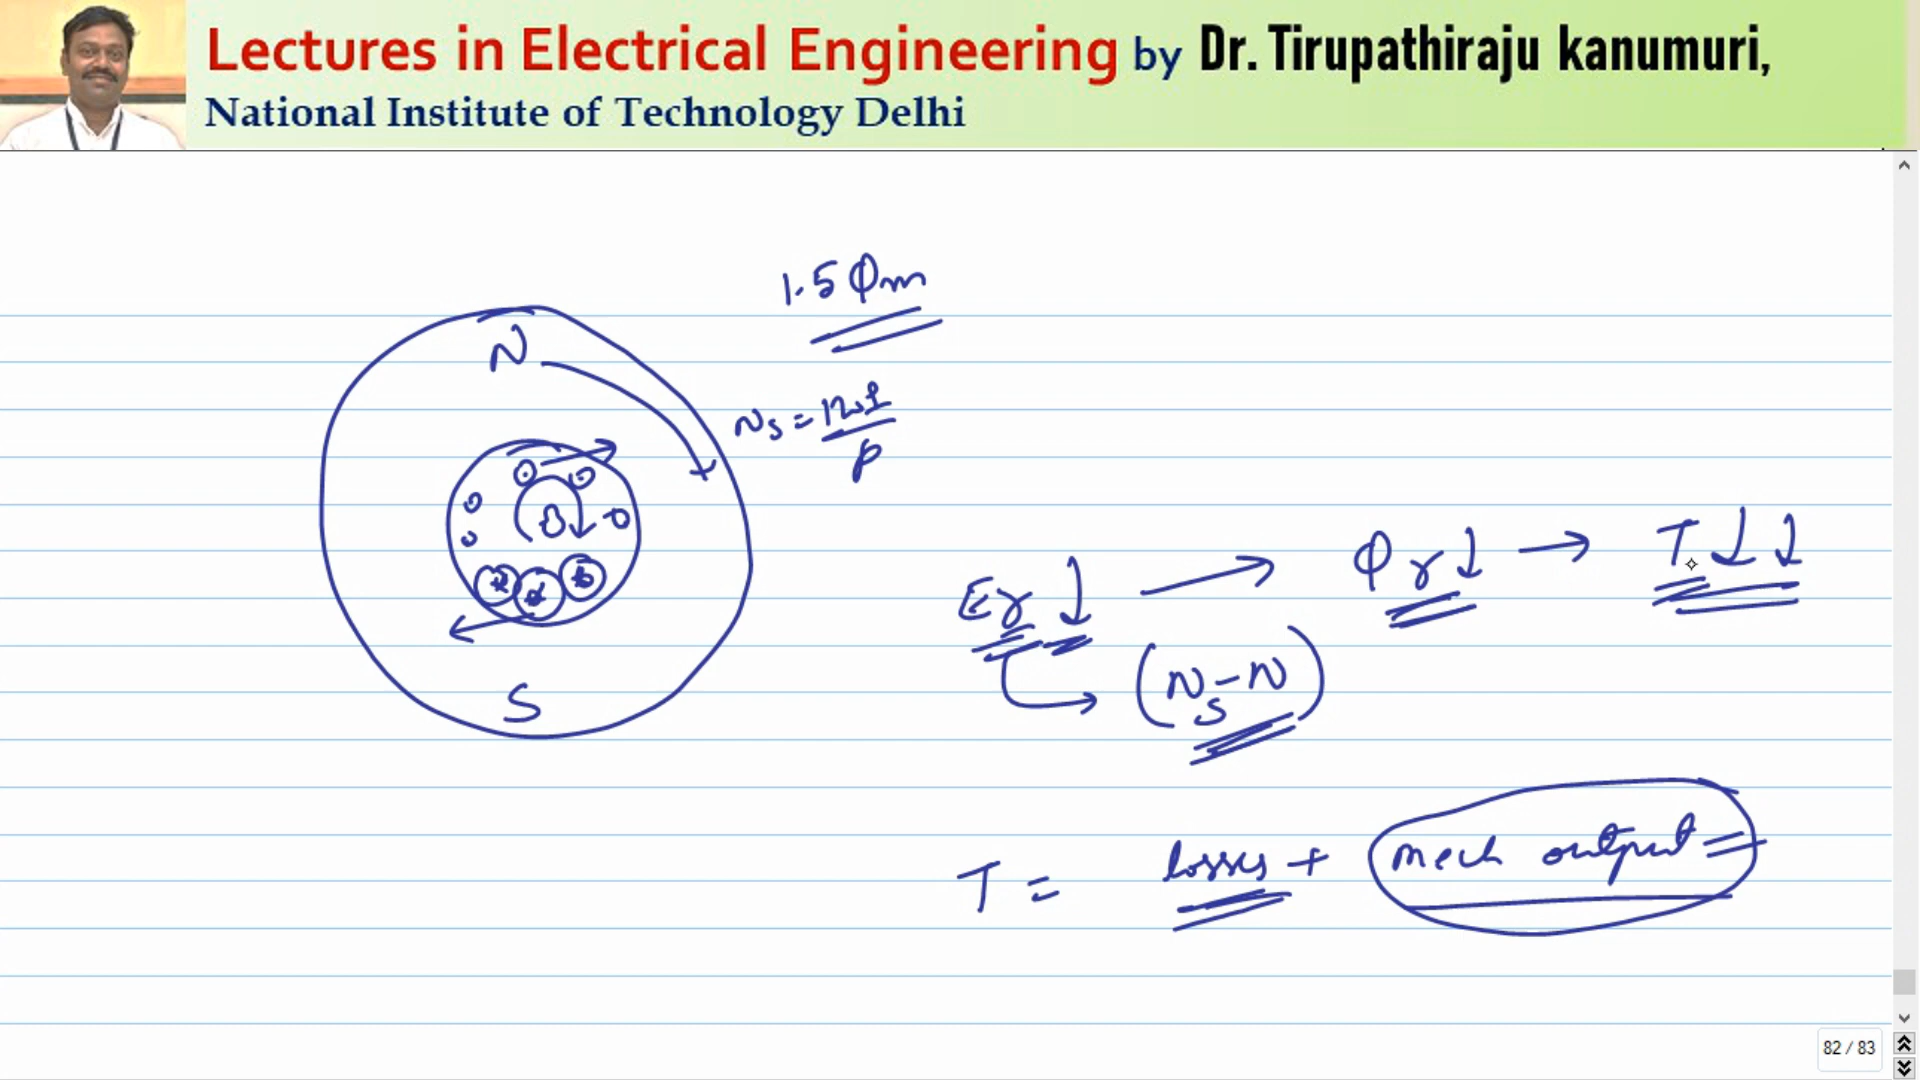 Lectures in Electrical Engineering by Dr. Tirupathiraju kanumuri,
National Institute of Technology Delhi
1.5 Φm
N
Ns = 120f / P
Er ↓ → Φr ↓ → T ↓ ↓
(Ns - N)
S
T = losses + mech output
82 / 83